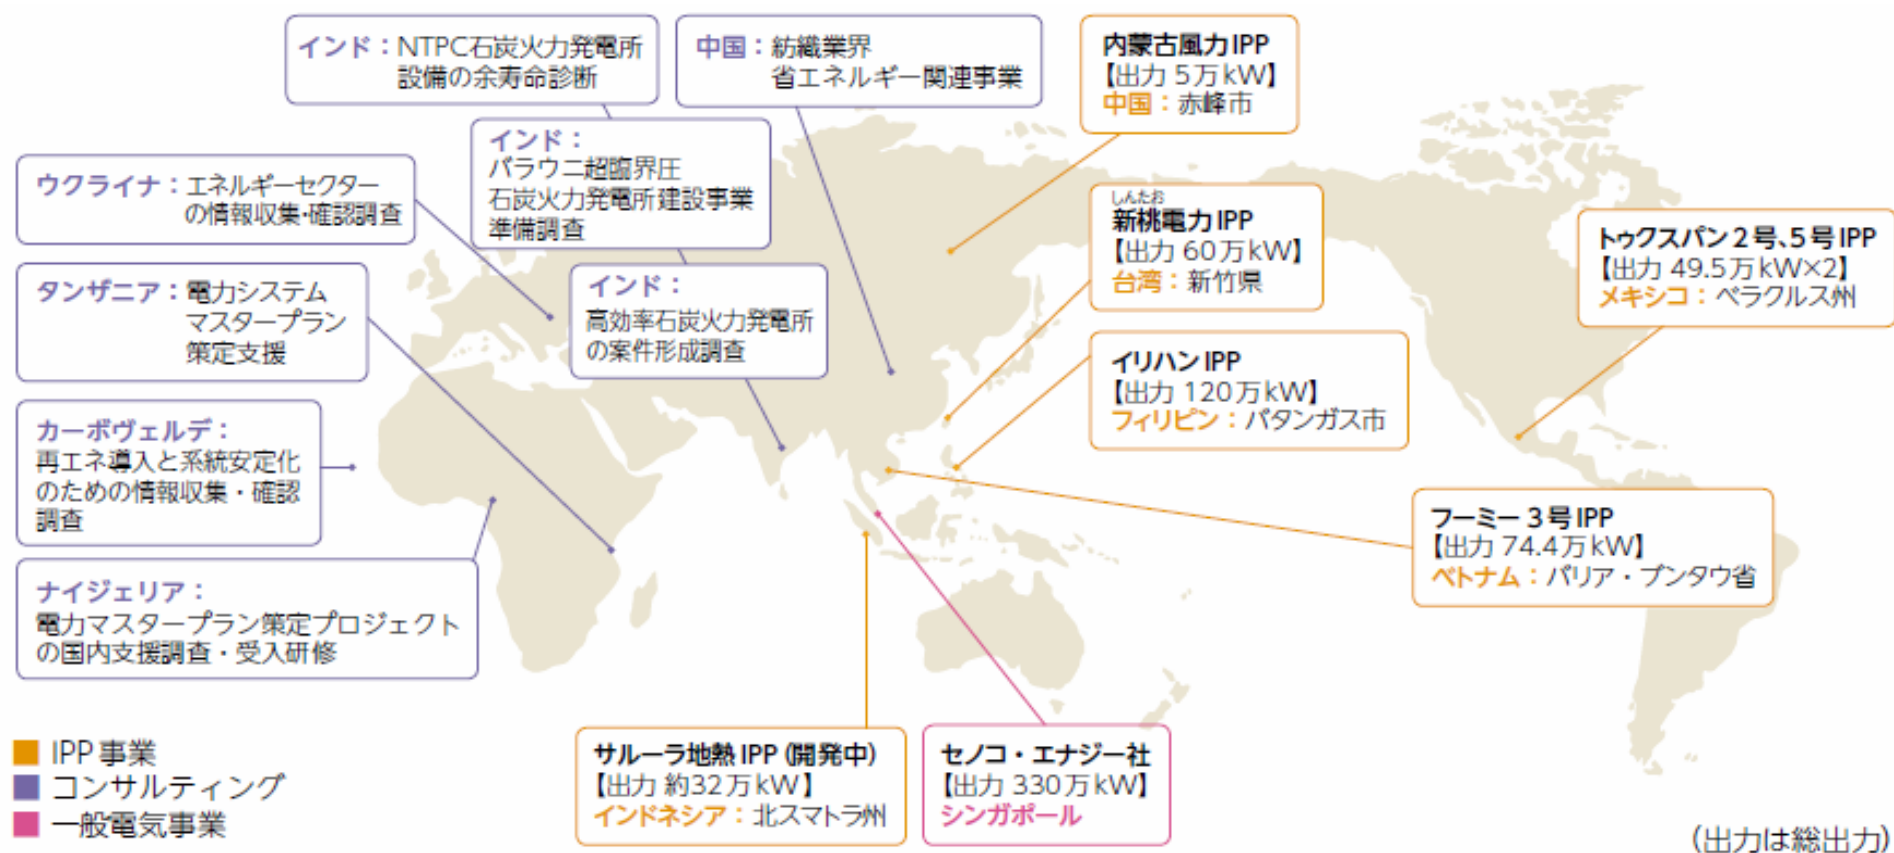 インド：NTPC石炭火力発電所
設備の余寿命診断
中国：紡織業界
省エネルギー関連事業
内蒙古風力IPP
【出力 5万kW】
中国：赤峰市
インド：
バラウニ超臨界圧
石炭火力発電所建設事業
準備調査
ウクライナ：エネルギーセクター
の情報収集・確認調査
しんたお
新桃電力IPP
【出力 60万kW】
台湾：新竹県
トゥクスパン2号、5号IPP
【出力 49.5万kW×2】
メキシコ：ベラクルス州
タンザニア：電力システム
マスタープラン
策定支援
インド：
高効率石炭火力発電所
の案件形成調査
イリハンIPP
【出力 120万kW】
フィリピン：バタンガス市
カーボヴェルデ：
再エネ導入と系統安定化
のための情報収集・確認
調査
フーミー3号IPP
【出力 74.4万kW】
ベトナム：バリア・ブンタウ省
ナイジェリア：
電力マスタープラン策定プロジェクト
の国内支援調査・受入研修
サルーラ地熱IPP（開発中）
【出力 約32万kW】
インドネシア：北スマトラ州
セノコ・エナジー社
【出力 330万kW】
シンガポール
IPP事業
コンサルティング
一般電気事業
（出力は総出力）